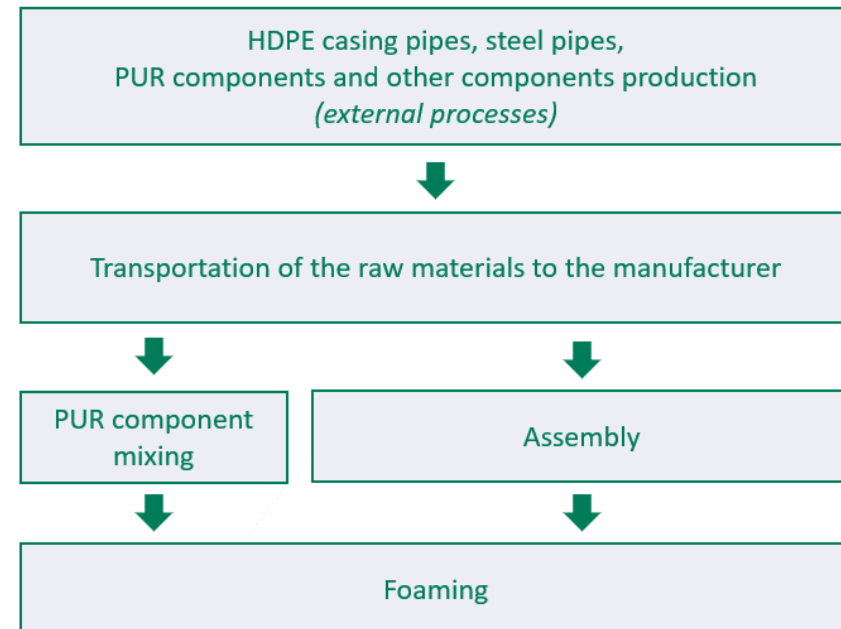 HDPE casing pipes, steel pipes,
PUR components and other components production
(external processes)
Transportation of the raw materials to the manufacturer
PUR component
mixing
Assembly
Foaming